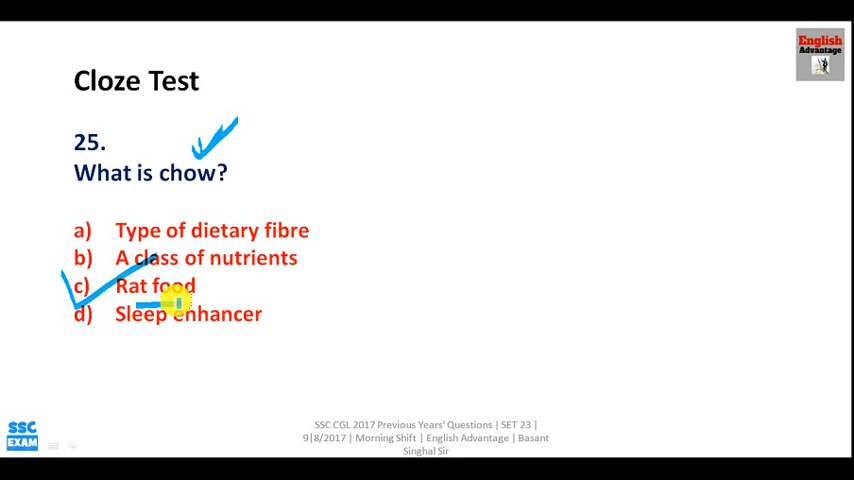 English
Advantage
Cloze Test
25.
What is chow?
a) Type of dietary fibre
b) A class of nutrients
c) Rat food
d) Sleep enhancer
SSC
EXAM
SSC CGL 2017 Previous Years' Questions | SET 23 |
9|8/2017 | Morning Shift | English Advantage | Basant
Singhal Sir